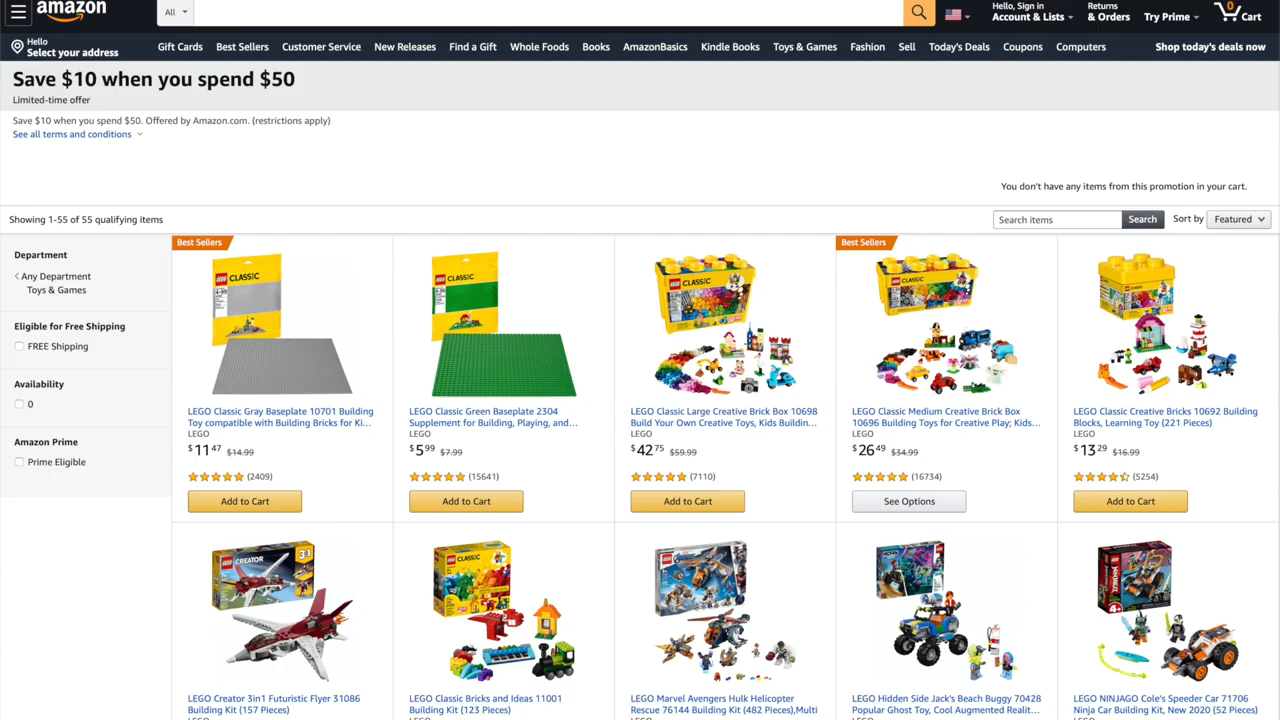 amazon
All
Hello, Sign in
Account & Lists
Returns
& Orders
Try Prime
0
Cart
Hello
Select your address
Gift Cards
Best Sellers
Customer Service
New Releases
Find a Gift
Whole Foods
Books
AmazonBasics
Kindle Books
Toys & Games
Fashion
Sell
Today's Deals
Coupons
Computers
Shop today's deals now
Save $10 when you spend $50
Limited-time offer
Save $10 when you spend $50. Offered by Amazon.com. (restrictions apply)
See all terms and conditions
You don't have any items from this promotion in your cart.
Showing 1-55 of 55 qualifying items
Search items
Search
Sort by
Featured
Department
Any Department
Toys & Games
Eligible for Free Shipping
FREE Shipping
Availability
0
Amazon Prime
Prime Eligible
Best Sellers
CLASSIC
LEGO Classic Gray Baseplate 10701 Building
Toy compatible with Building Bricks for Ki...
LEGO
$11.47 $14.99
(2409)
Add to Cart
CLASSIC
LEGO Classic Green Baseplate 2304
Supplement for Building, Playing, and...
LEGO
$5.99 $7.99
(15641)
Add to Cart
CLASSIC
LEGO Classic Large Creative Brick Box 10698
Build Your Own Creative Toys, Kids Buildin...
LEGO
$42.75 $59.99
(7110)
Add to Cart
Best Sellers
CLASSIC
LEGO Classic Medium Creative Brick Box
10696 Building Toys for Creative Play; Kids...
LEGO
$26.49 $34.99
(16734)
See Options
LEGO Classic Creative Bricks 10692 Building
Blocks, Learning Toy (221 Pieces)
LEGO
$13.29 $16.99
(5254)
Add to Cart
CREATOR
3in1
LEGO Creator 3in1 Futuristic Flyer 31086
Building Kit (157 Pieces)
CLASSIC
LEGO Classic Bricks and Ideas 11001
Building Kit (123 Pieces)
LEGO Marvel Avengers Hulk Helicopter
Rescue 76144 Building Kit (482 Pieces),Multi
LEGO Hidden Side Jack's Beach Buggy 70428
Popular Ghost Toy, Cool Augmented Realit...
LEGO NINJAGO Cole's Speeder Car 71706
Ninja Car Building Kit, New 2020 (52 Pieces)